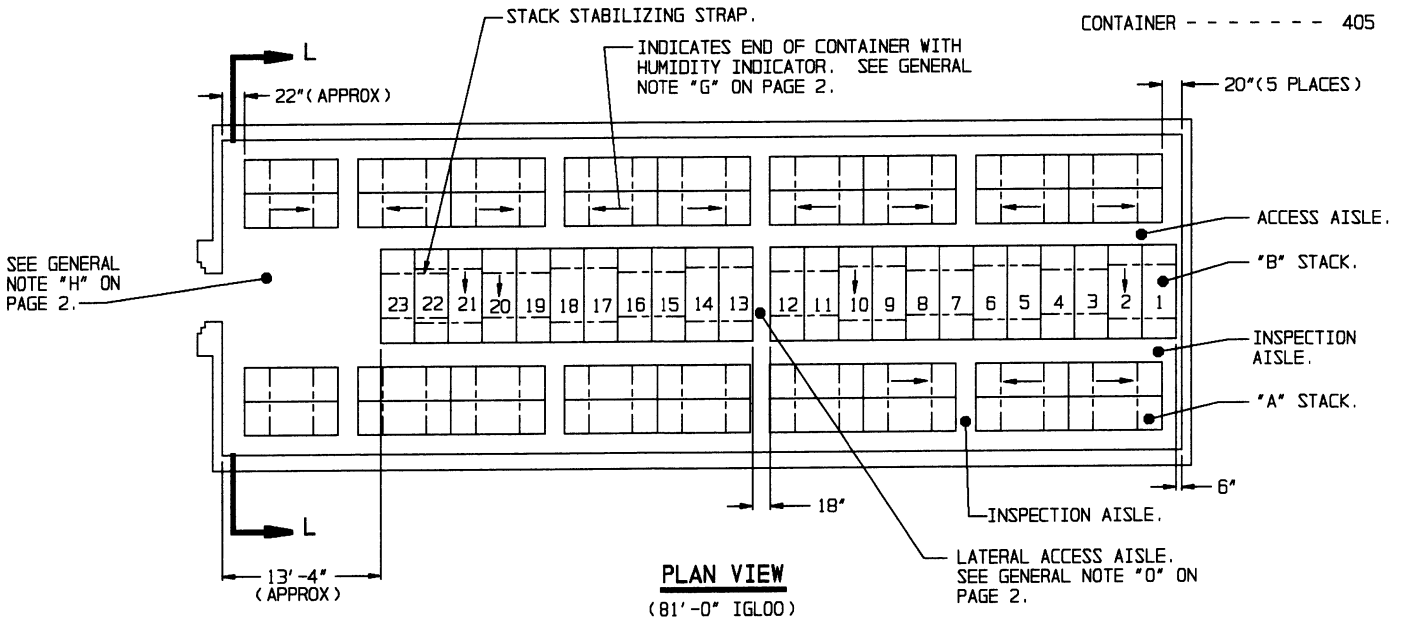 STACK STABILIZING STRAP.
CONTAINER - - - - - - - 405
L
INDICATES END OF CONTAINER WITH
HUMIDITY INDICATOR. SEE GENERAL
NOTE "G" ON PAGE 2.
22"(APPROX)
20"(5 PLACES)
ACCESS AISLE.
"B" STACK.
SEE GENERAL
NOTE "H" ON
PAGE 2.
23 22 21 20 19 18 17 16 15 14 13 12 11 10 9 8 7 6 5 4 3 2 1
INSPECTION
AISLE.
"A" STACK.
6"
18"
INSPECTION AISLE.
L
LATERAL ACCESS AISLE.
SEE GENERAL NOTE "O" ON
PAGE 2.
13'-4"
(APPROX)
PLAN VIEW
(81'-0" IGLOO)